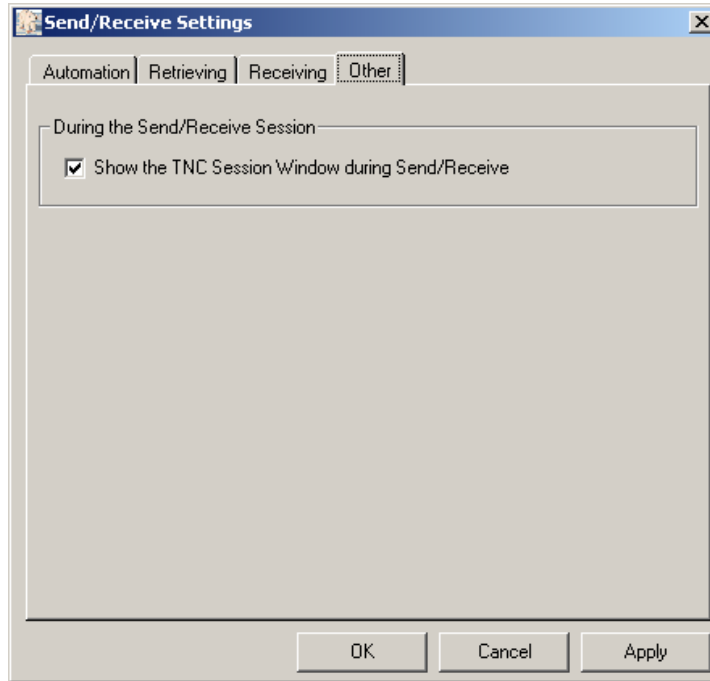 Send/Receive Settings
Automation Retrieving Receiving Other
During the Send/Receive Session
Show the TNC Session Window during Send/Receive
OK Cancel Apply